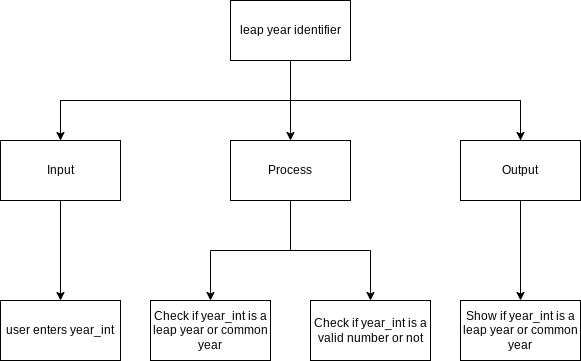 leap year identifier
Input
Process
Output
user enters year_int
Check if year_int is a
leap year or common
year
Check if year_int is a
valid number or not
Show if year_int is a
leap year or common
year